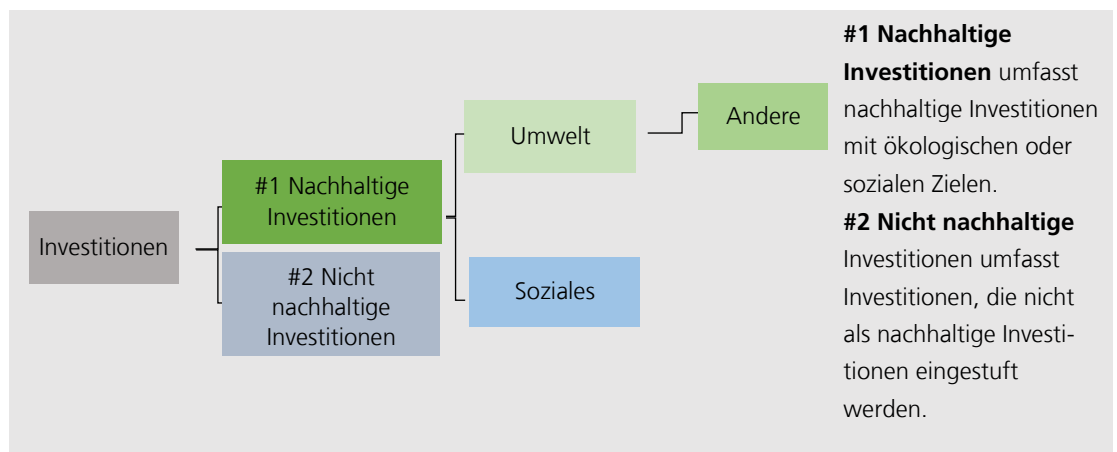 Investitionen
#1 Nachhaltige
Investitionen
#2 Nicht
nachhaltige
Investitionen
Umwelt
Soziales
Andere
#1 Nachhaltige
Investitionen umfasst
nachhaltige Investitionen
mit ökologischen oder
sozialen Zielen.
#2 Nicht nachhaltige
Investitionen umfasst
Investitionen, die nicht
als nachhaltige Investi-
tionen eingestuft
werden.